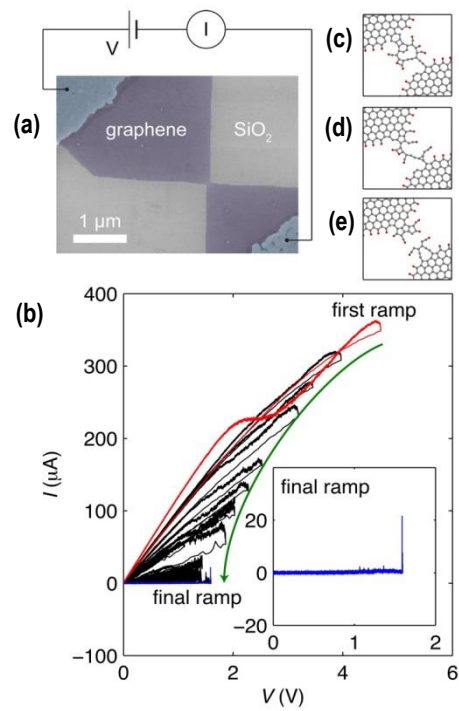 V
I
(a)
graphene
SiO2
1 μm
(c)
(d)
(e)
(b)
400
300
200
100
0
−100
I (μA)
first ramp
final ramp
final ramp
20
0
−20
0
1
2
0
2
4
6
V (V)